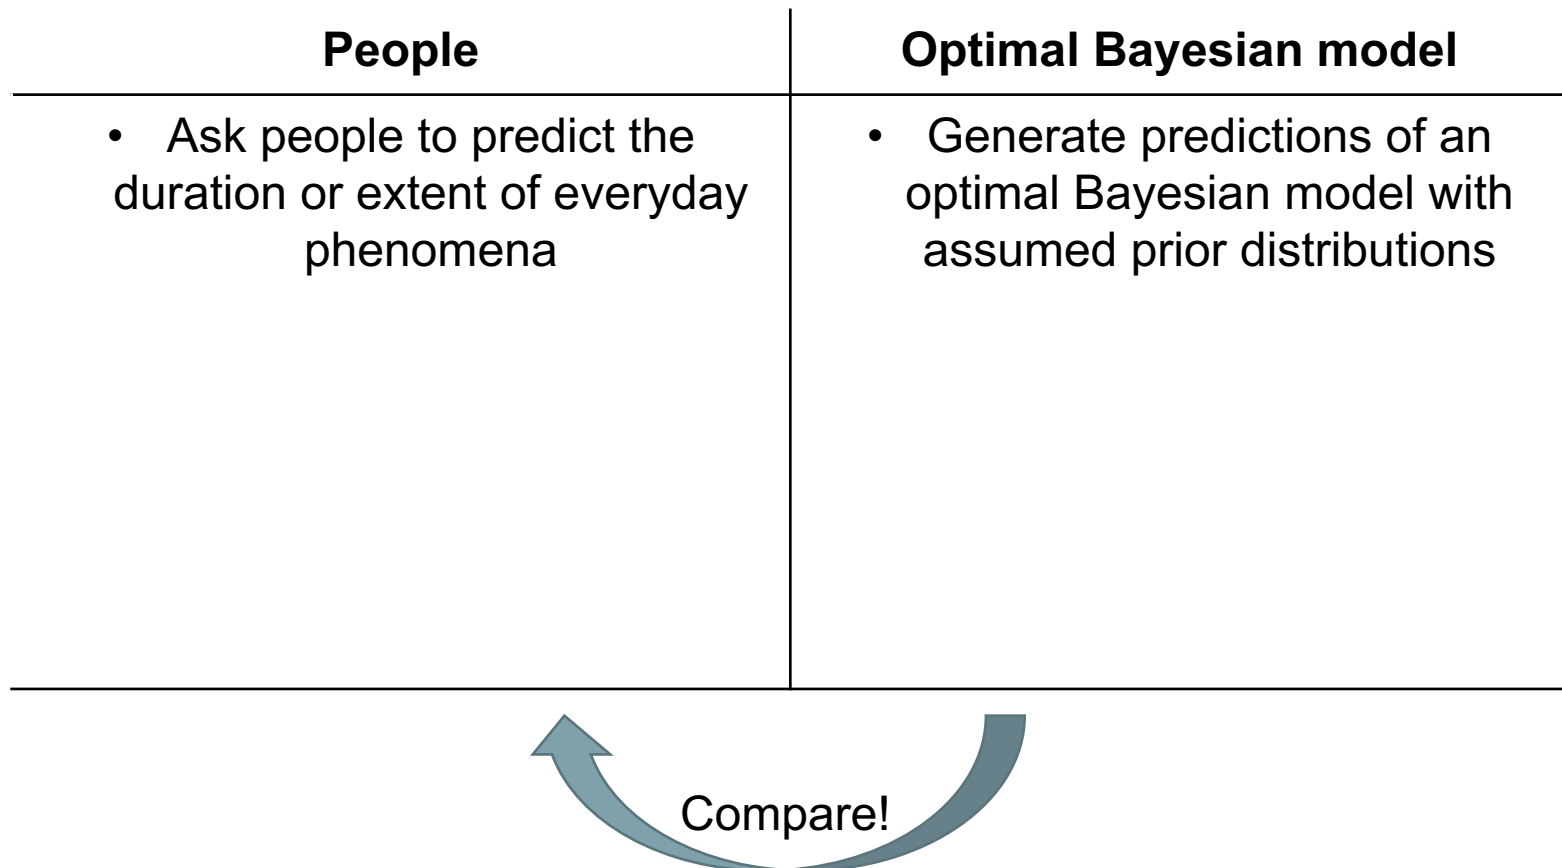 People
Optimal Bayesian model
• Ask people to predict the
duration or extent of everyday
phenomena
• Generate predictions of an
optimal Bayesian model with
assumed prior distributions
Compare!